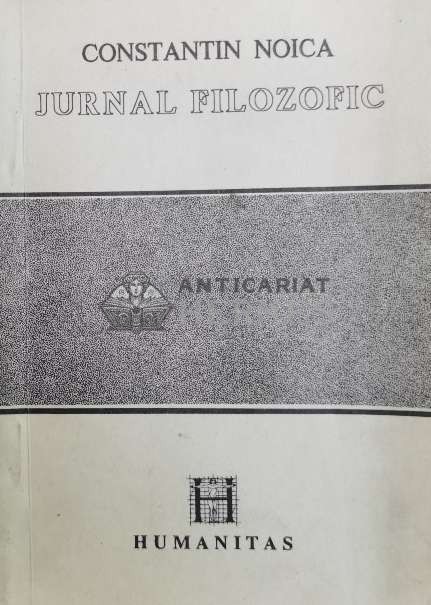 CONSTANTIN NOICA
JURNAL FILOZOFIC
ANTICARIAT
H
HUMANITAS